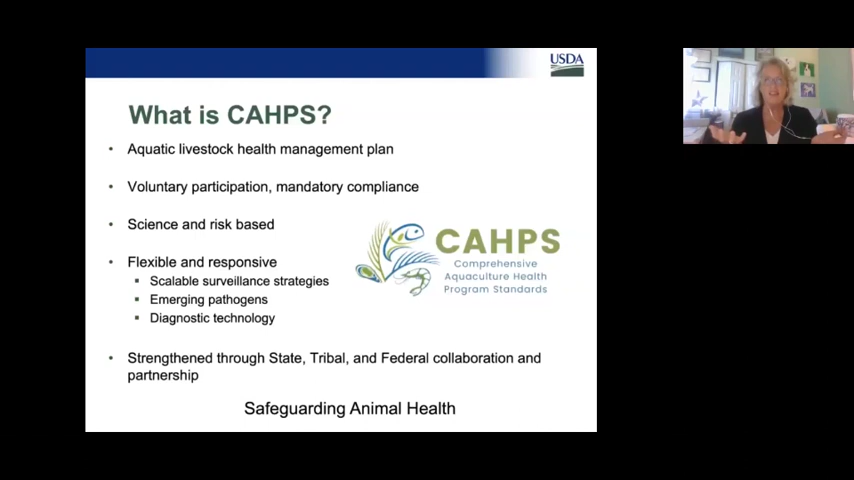 USDA
What is CAHPS?
• Aquatic livestock health management plan
• Voluntary participation, mandatory compliance
• Science and risk based
• Flexible and responsive
▪ Scalable surveillance strategies
▪ Emerging pathogens
▪ Diagnostic technology
CAHPS
Comprehensive
Aquaculture Health
Program Standards
• Strengthened through State, Tribal, and Federal collaboration and
partnership
Safeguarding Animal Health